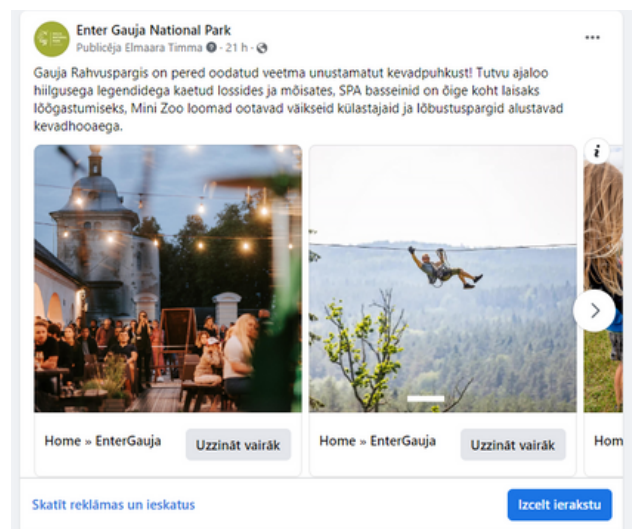 Enter Gauja National Park
Publicēja Elmaara Timma · 21 h ·
Gauja Rahvuspargis on pered oodatud veetma unustamatut kevadpuhkust! Tutvu ajaloo
hiilgusega legendidega kaetud lossides ja mõisates, SPA basseinid on õige koht laisaks
lõõgastumiseks, Mini Zoo loomad ootavad väikseid külastajaid ja lõbustuspargid alustavad
kevadhooaega.
Home » EnterGauja
Uzzināt vairāk
Home » EnterGauja
Uzzināt vairāk
Hom
Skatīt reklāmas un ieskatus
Izcelt ierakstu